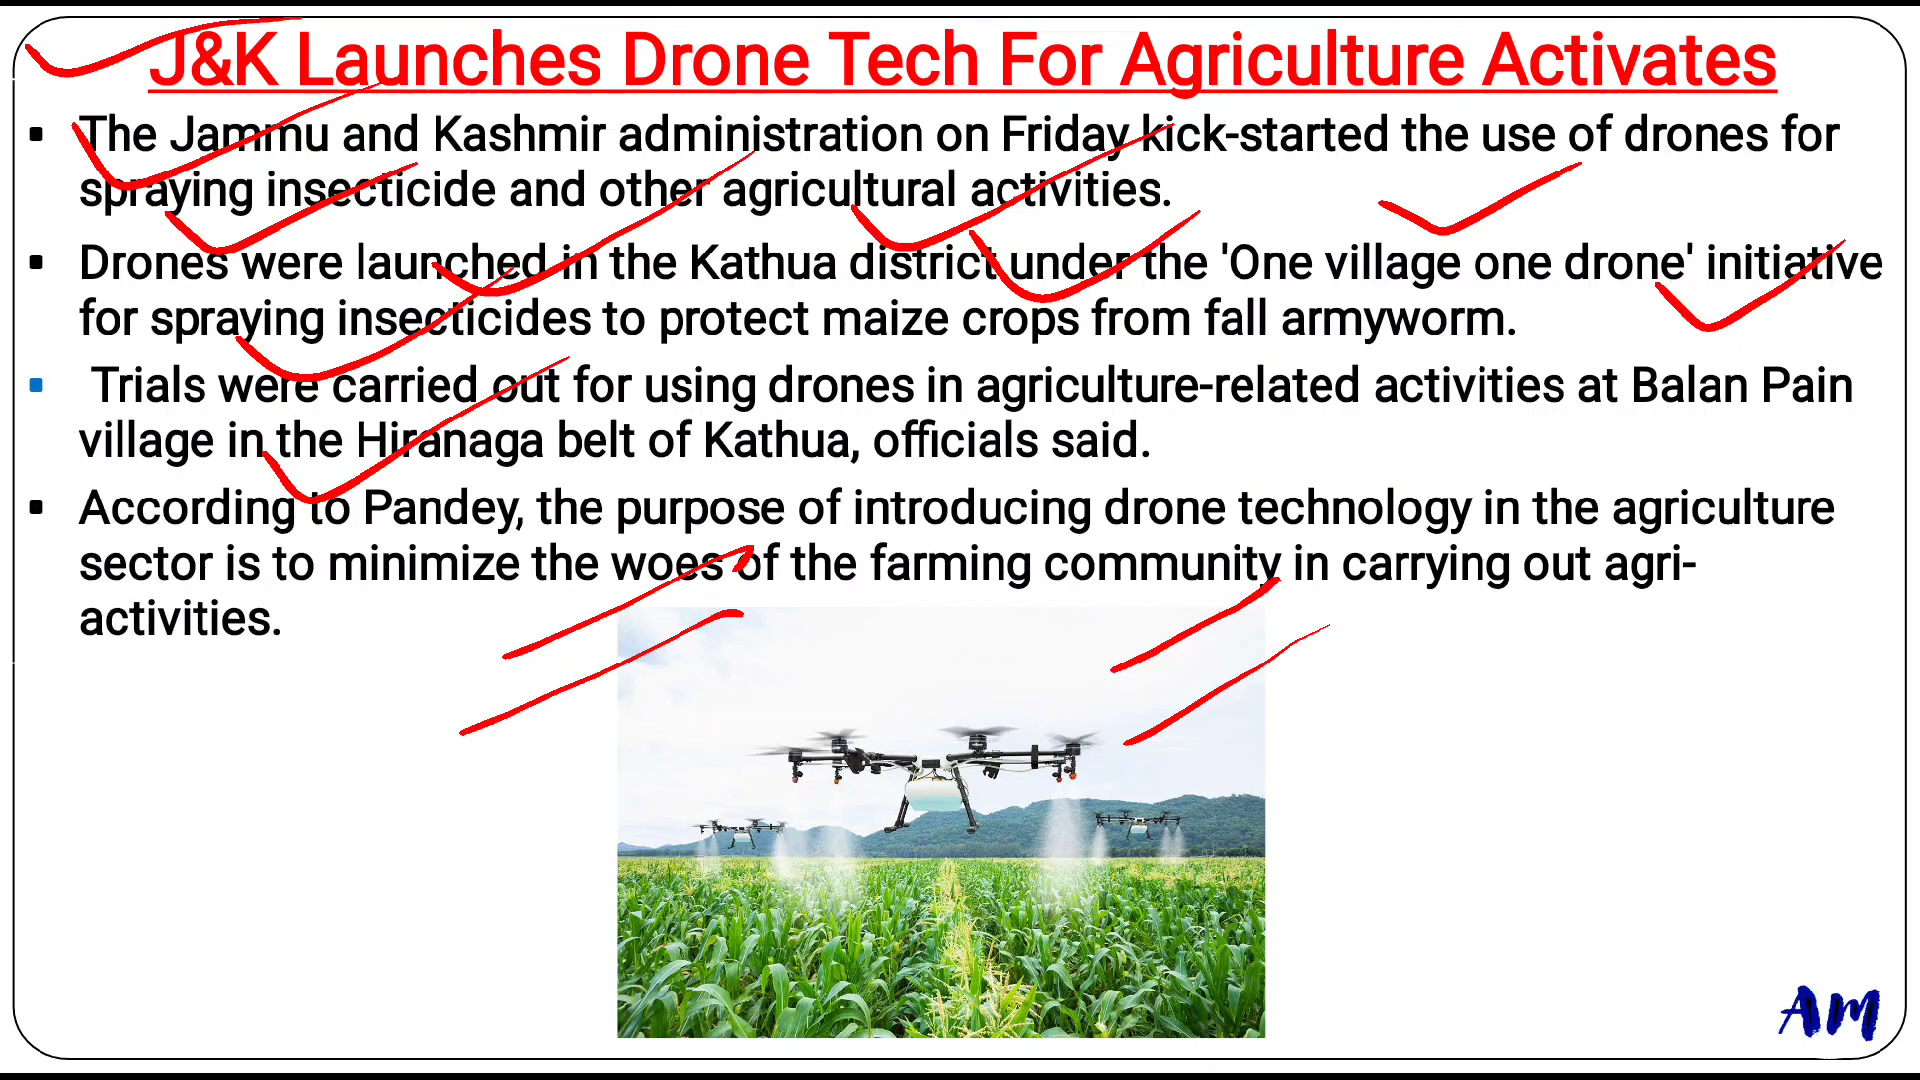 J&K Launches Drone Tech For Agriculture Activates
▪ The Jammu and Kashmir administration on Friday kick-started the use of drones for
spraying insecticide and other agricultural activities.
▪ Drones were launched in the Kathua district under the 'One village one drone' initiative
for spraying insecticides to protect maize crops from fall armyworm.
▪ Trials were carried out for using drones in agriculture-related activities at Balan Pain
village in the Hiranaga belt of Kathua, officials said.
▪ According to Pandey, the purpose of introducing drone technology in the agriculture
sector is to minimize the woes of the farming community in carrying out agri-
activities.
AM